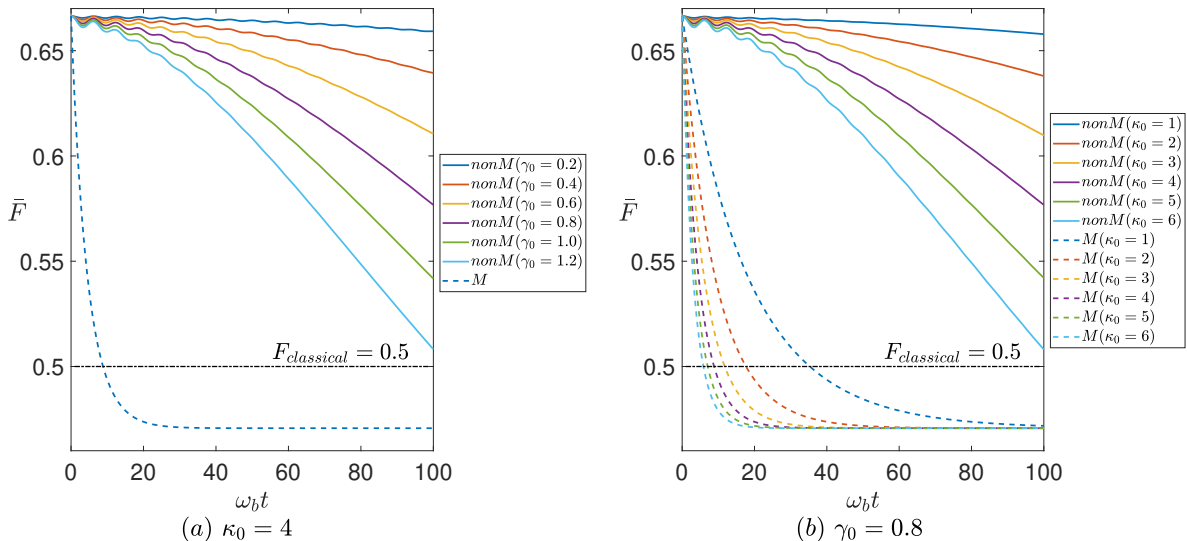 0.65
0.6
0.55
0.5
F̄
0 20 40 60 80 100
ω_b t
F_classical = 0.5
nonM(γ₀ = 0.2)
nonM(γ₀ = 0.4)
nonM(γ₀ = 0.6)
nonM(γ₀ = 0.8)
nonM(γ₀ = 1.0)
nonM(γ₀ = 1.2)
M
(a) κ₀ = 4
0.65
0.6
0.55
0.5
F̄
0 20 40 60 80 100
ω_b t
F_classical = 0.5
nonM(κ₀ = 1)
nonM(κ₀ = 2)
nonM(κ₀ = 3)
nonM(κ₀ = 4)
nonM(κ₀ = 5)
nonM(κ₀ = 6)
M(κ₀ = 1)
M(κ₀ = 2)
M(κ₀ = 3)
M(κ₀ = 4)
M(κ₀ = 5)
M(κ₀ = 6)
(b) γ₀ = 0.8